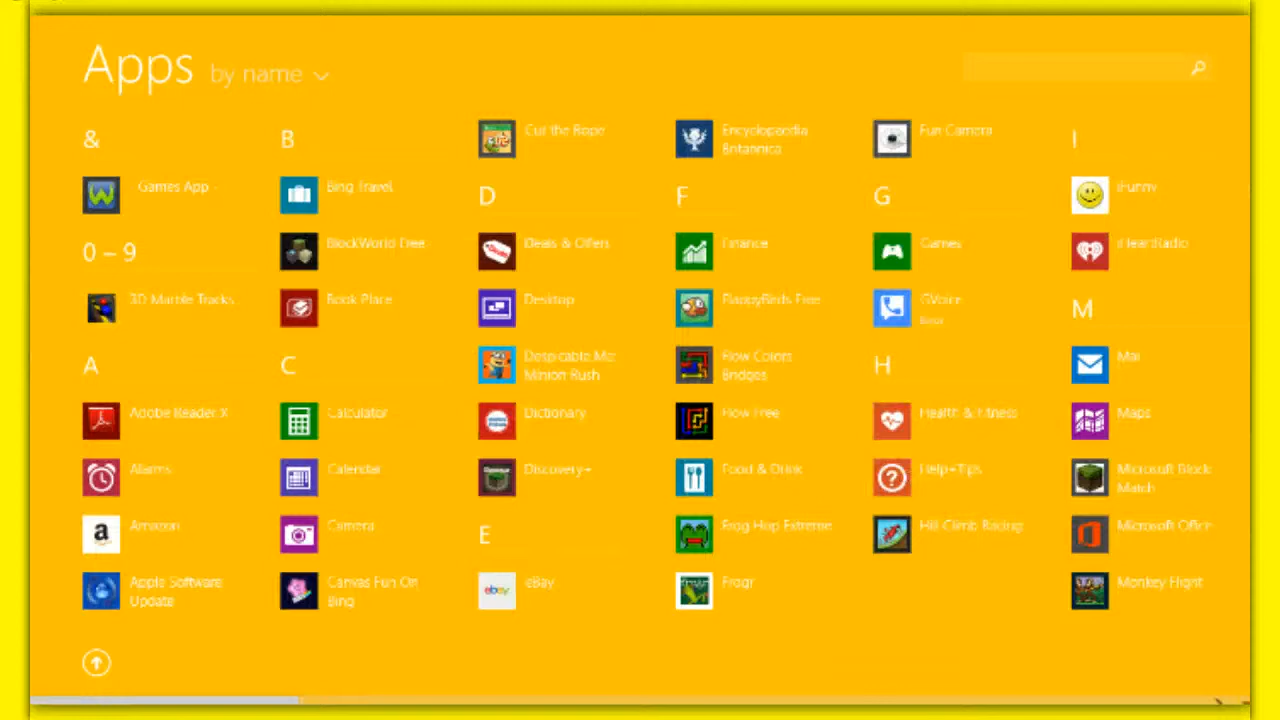 Apps by name
&
Games App -
0 – 9
3D Marble Tracks
A
Adobe Reader X
Alarms
Amazon
Apple Software
Update
B
Bing Travel
BlockWorld Free
Book Place
C
Calculator
Calendar
Camera
Canvas Fun On
Bing
Cut the Rope
D
Deals & Offers
Desktop
Despicable Me:
Minion Rush
Dictionary
Discovery+
E
eBay
Encyclopaedia
Britannica
F
Finance
FlappyBirds Free
Flow Colors
Bridges
Flow Free
Food & Drink
Frog Hop Extreme
Frogr
Fun Camera
G
Games
GVoice
H
Health & Fitness
Help+Tips
Hill Climb Racing
I
iFunny
iHeartRadio
M
Mail
Maps
Microsoft Block
Match
Microsoft Office
Monkey Flight